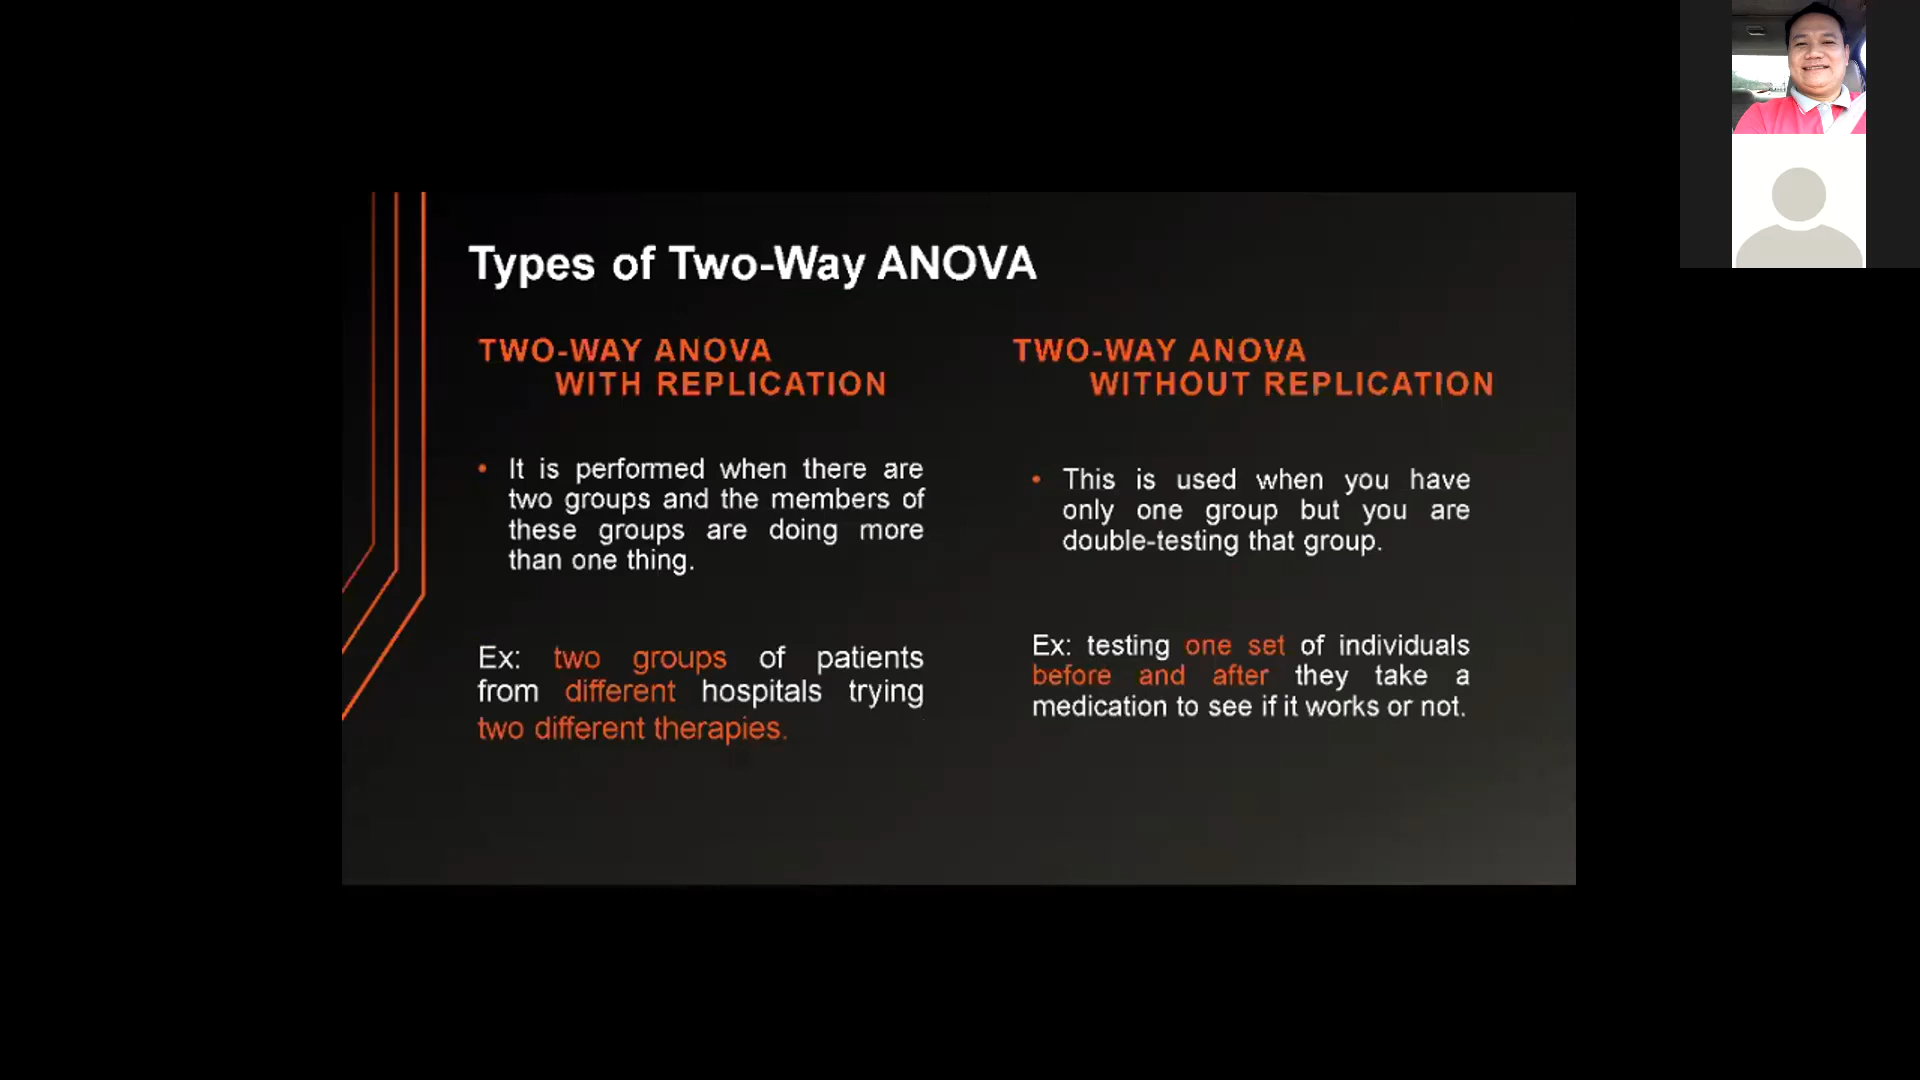 Types of Two-Way ANOVA
TWO-WAY ANOVA
WITH REPLICATION
• It is performed when there are
two groups and the members of
these groups are doing more
than one thing.
Ex: two groups of patients
from different hospitals trying
two different therapies.
TWO-WAY ANOVA
WITHOUT REPLICATION
• This is used when you have
only one group but you are
double-testing that group.
Ex: testing one set of individuals
before and after they take a
medication to see if it works or not.